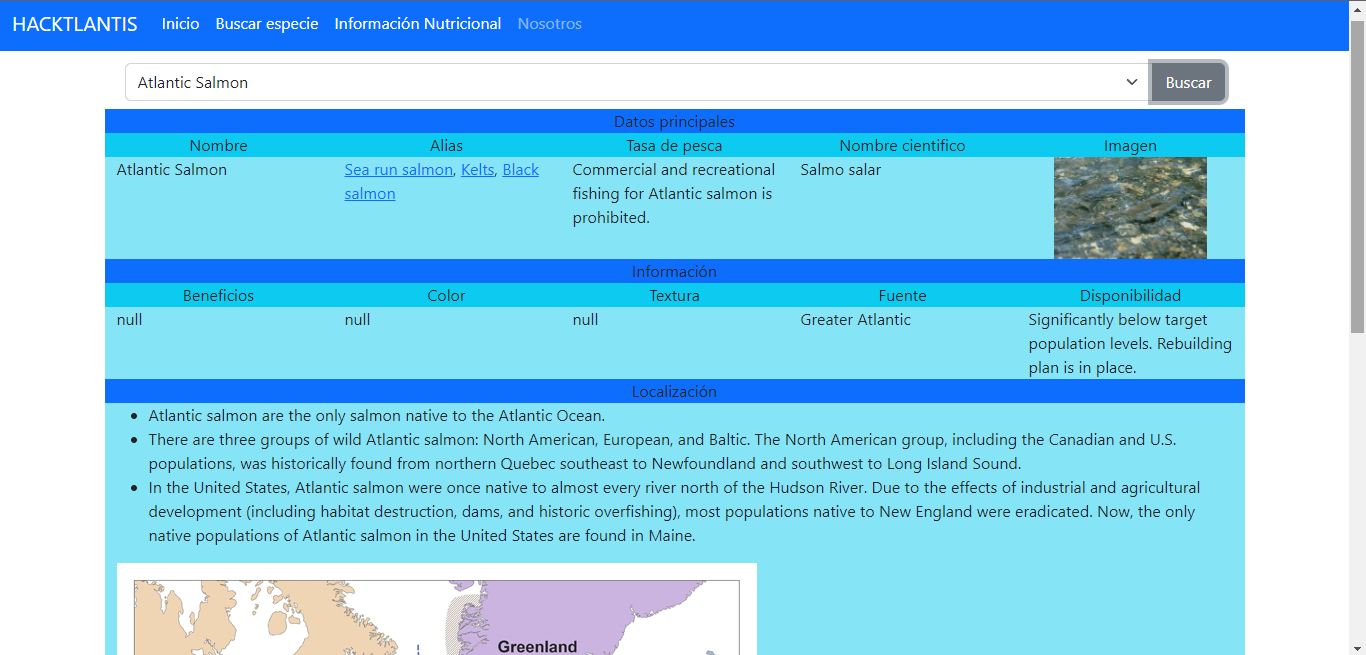 HACKTLANTIS Inicio Buscar especie Información Nutricional Nosotros
Atlantic Salmon Buscar
Datos principales
Nombre Alias Tasa de pesca Nombre cientifico Imagen
Atlantic Salmon
Sea run salmon, Kelts, Black
salmon
Commercial and recreational
fishing for Atlantic salmon is
prohibited.
Salmo salar
Información
Beneficios Color Textura Fuente Disponibilidad
null null null Greater Atlantic
Significantly below target
population levels. Rebuilding
plan is in place.
Localización
Atlantic salmon are the only salmon native to the Atlantic Ocean.
There are three groups of wild Atlantic salmon: North American, European, and Baltic. The North American group, including the Canadian and U.S.
populations, was historically found from northern Quebec southeast to Newfoundland and southwest to Long Island Sound.
In the United States, Atlantic salmon were once native to almost every river north of the Hudson River. Due to the effects of industrial and agricultural
development (including habitat destruction, dams, and historic overfishing), most populations native to New England were eradicated. Now, the only
native populations of Atlantic salmon in the United States are found in Maine.
Greenland